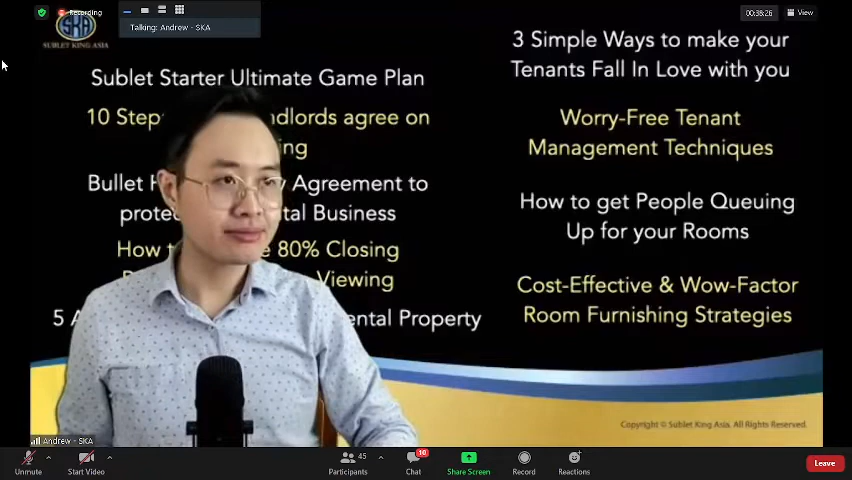 Recording
Talking: Andrew - SKA
00:38:26
View
SKA
SUBLET KING ASIA
Sublet Starter Ultimate Game Plan
10 Step ndlords agree on
ing
Bullet Agreement to
prote tal Business
How t 80% Closing
Viewing
5 A ental Property
3 Simple Ways to make your
Tenants Fall In Love with you
Worry-Free Tenant
Management Techniques
How to get People Queuing
Up for your Rooms
Cost-Effective & Wow-Factor
Room Furnishing Strategies
Copyright © Sublet King Asia. All Rights Reserved.
Andrew - SKA
Unmute
Start Video
Participants
45
Chat
Share Screen
Record
Reactions
Leave